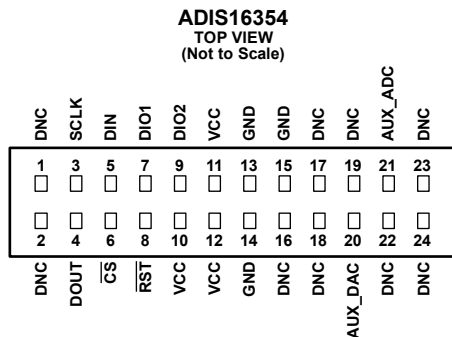 ADIS16354
TOP VIEW
(Not to Scale)
DNC SCLK DIN DIO1 DIO2 VCC GND GND DNC DNC AUX_ADC DNC
1 3 5 7 9 11 13 15 17 19 21 23
2 4 6 8 10 12 14 16 18 20 22 24
DNC DOUT C̅S̅ R̅S̅T̅ VCC VCC GND DNC DNC AUX_DAC DNC DNC